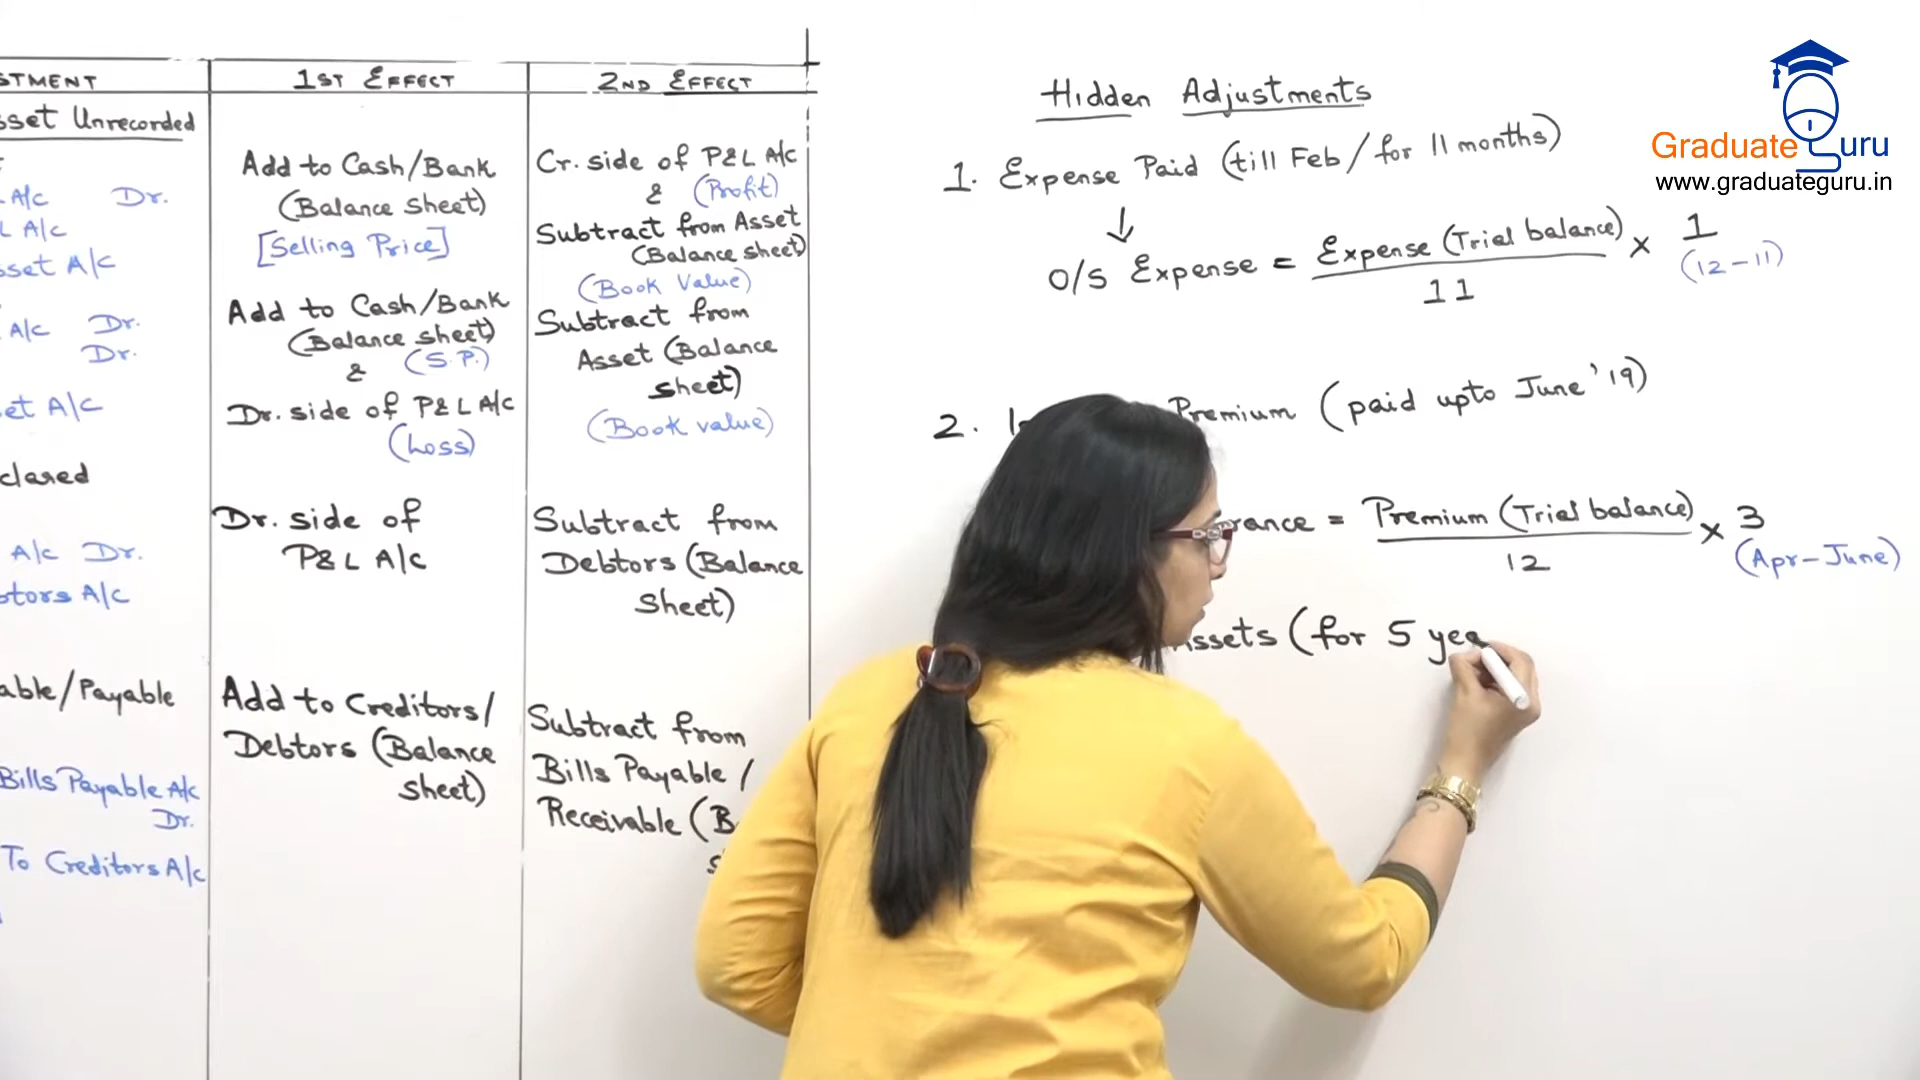 STMENT
1ST EFFECT
2ND EFFECT
sset Unrecorded
A/c Dr.
L A/c
sset A/c
A/c Dr.
Dr.
et A/c
clared
A/c Dr.
btors A/c
able/Payable
Bills Payable A/c
Dr.
To Creditors A/c
Add to Cash/Bank
(Balance sheet)
[Selling Price]
Add to Cash/Bank
(Balance sheet)
& (S.P.)
Dr. side of P&L A/c
(Loss)
Dr. side of
P&L A/c
Add to Creditors/
Debtors (Balance
sheet)
Cr. side of P&L A/c
& (Profit)
Subtract from Asset
(Balance sheet)
(Book Value)
Subtract from
Asset (Balance
sheet)
(Book value)
Subtract from
Debtors (Balance
Sheet)
Subtract from
Bills Payable /
Receivable (B
Hidden Adjustments
1. Expense Paid (till Feb/for 11 months)
↓
O/S Expense = Expense (Trial balance) × 1
11 (12-11)
2. Premium (paid upto June '19)
rance = Premium (Trial balance) × 3
12 (Apr-June)
Assets (for 5 yea
Graduate Guru
www.graduateguru.in